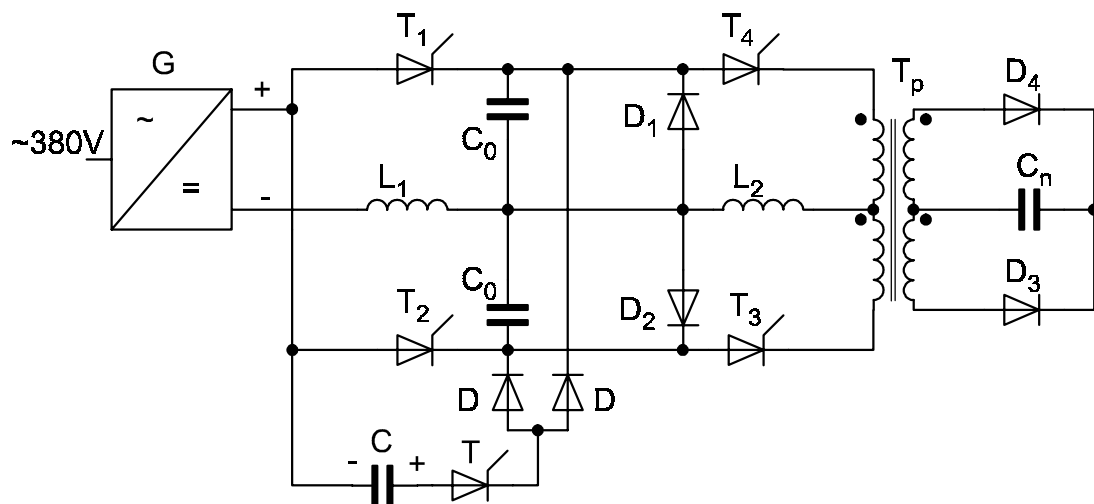 G
~380V
~
=
+
-
T₁
C₀
L₁
C₀
T₂
D
D
- C + T
D₁
D₂
T₄
L₂
T₃
Tₚ
D₄
Cₙ
D₃